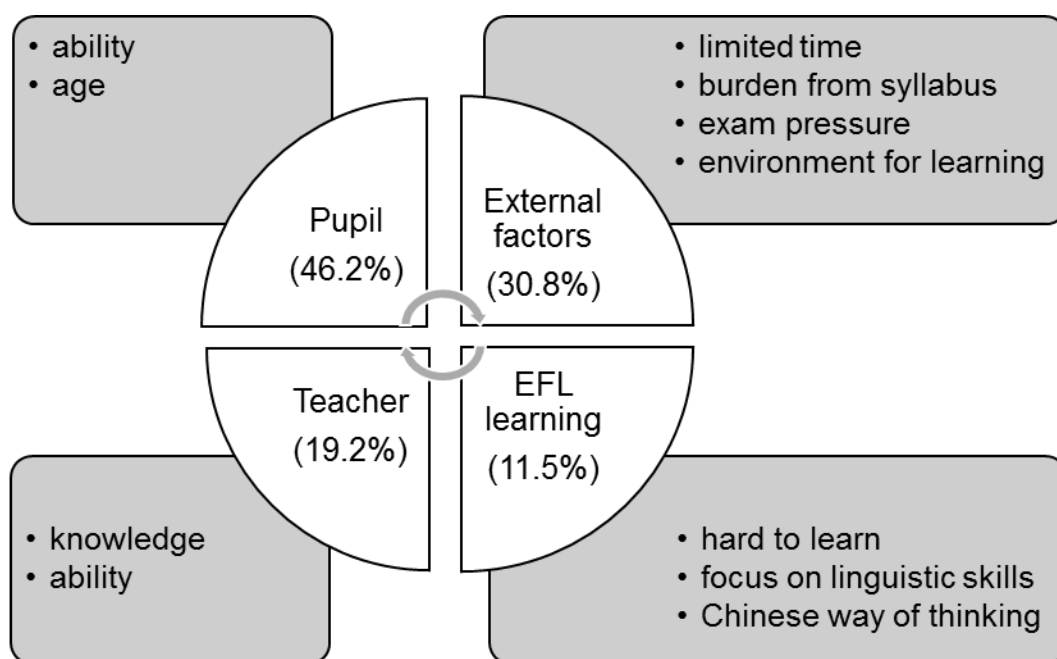 • ability
• age
• limited time
• burden from syllabus
• exam pressure
• environment for learning
Pupil
(46.2%)
External
factors
(30.8%)
Teacher
(19.2%)
EFL
learning
(11.5%)
• knowledge
• ability
• hard to learn
• focus on linguistic skills
• Chinese way of thinking